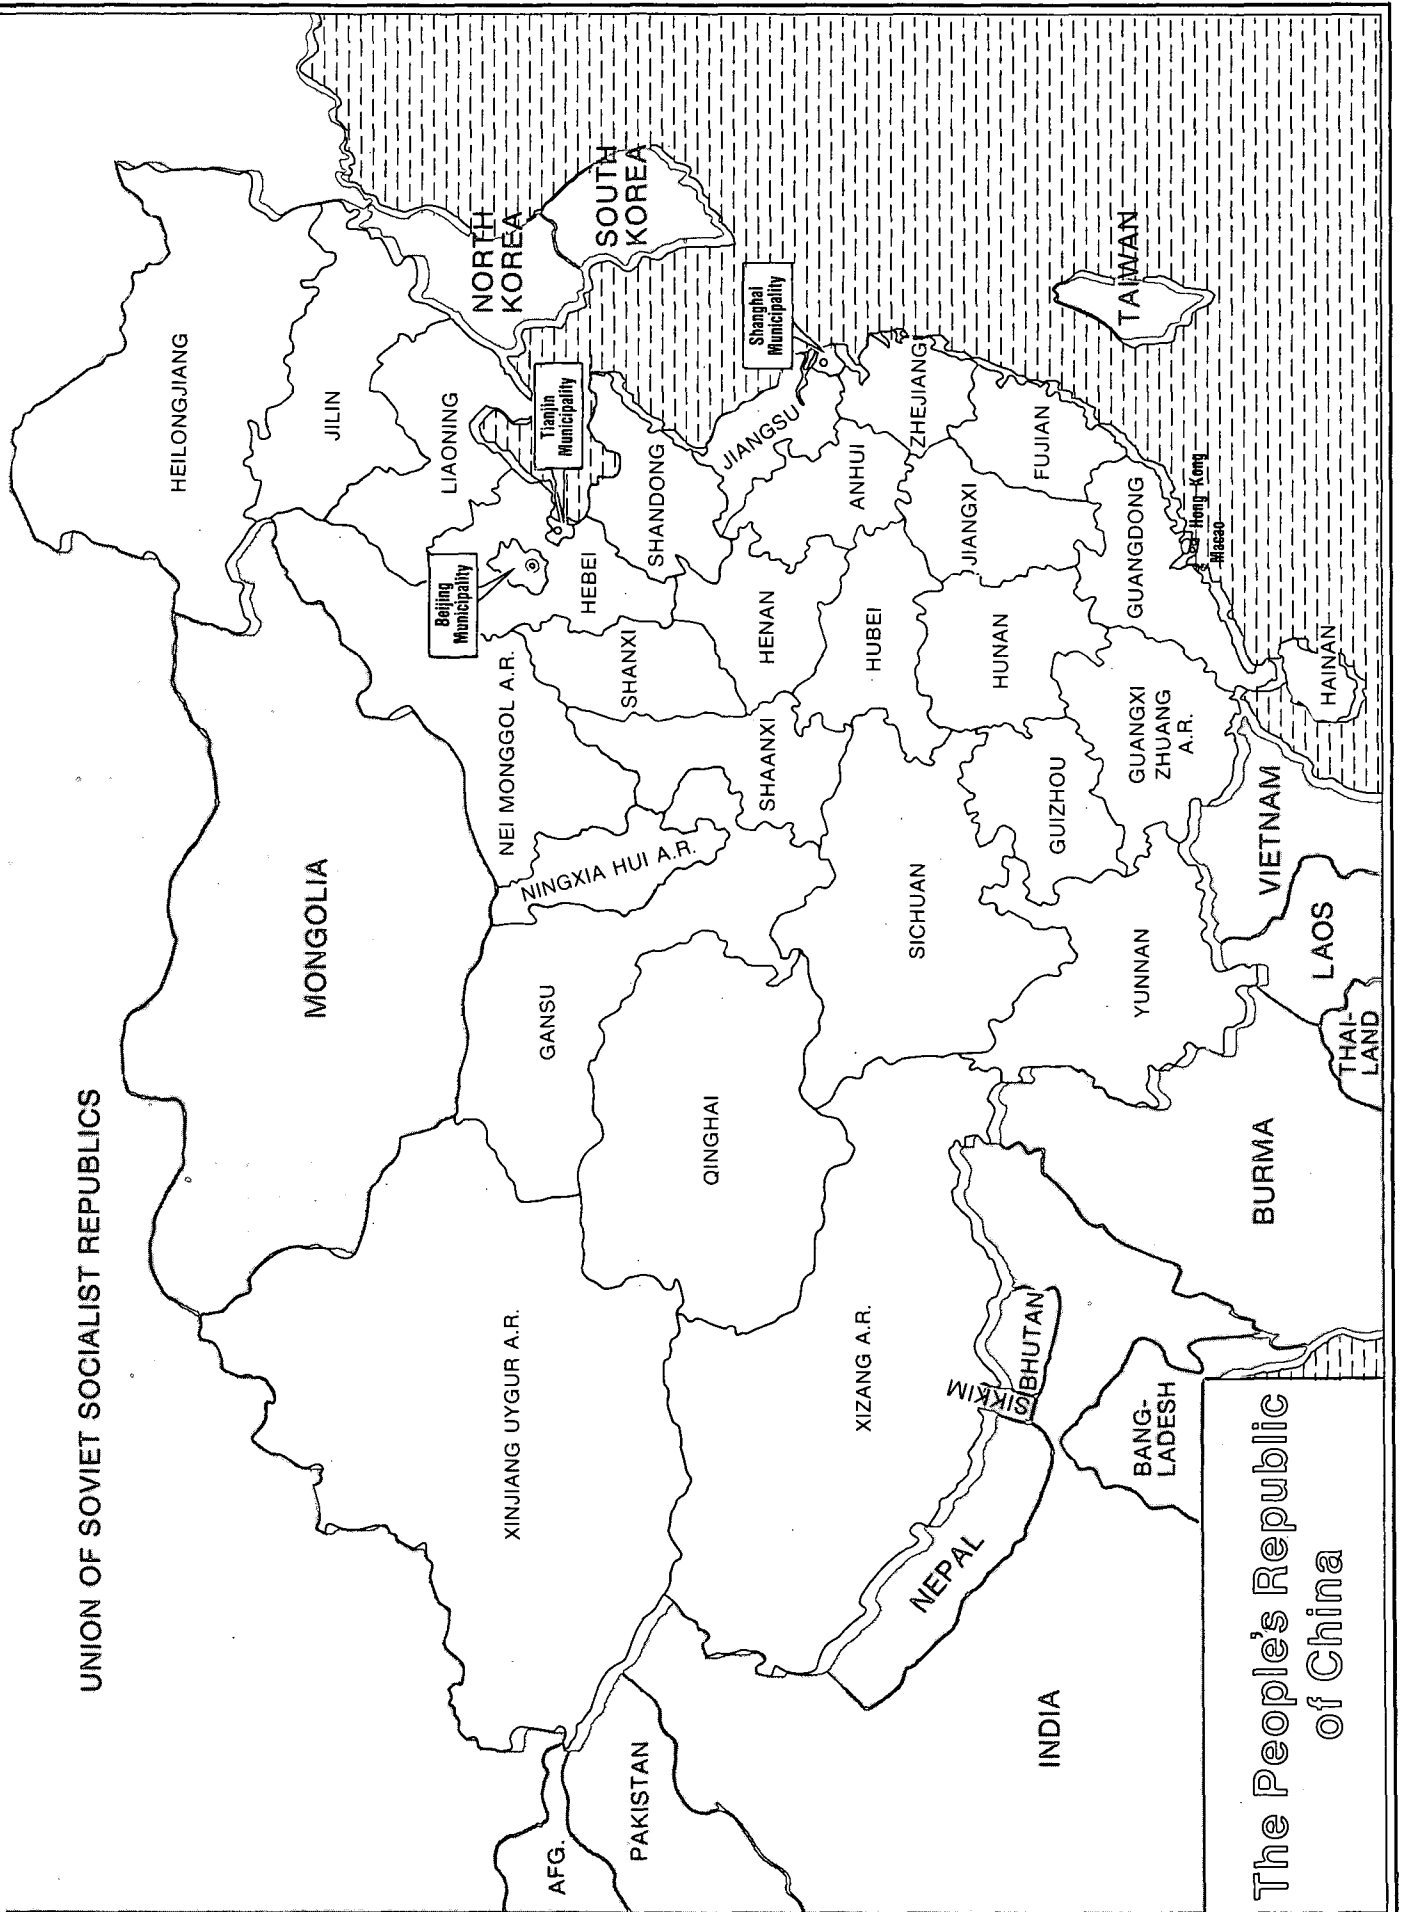 UNION OF SOVIET SOCIALIST REPUBLICS
HEILONGJIANG
MONGOLIA
JILIN
LIAONING
NORTH
KOREA
SOUTH
KOREA
Beijing
Municipality
Tianjin
Municipality
NEI MONGGOL A.R.
XINJIANG UYGUR A.R.
GANSU
NINGXIA HUI A.R.
HEBEI
SHANXI
SHANDONG
AFG.
PAKISTAN
QINGHAI
SHAANXI
HENAN
JIANGSU
Shanghai
Municipality
XIZANG A.R.
SICHUAN
HUBEI
ANHUI
ZHEJIANG
NEPAL
SIKKIM
BHUTAN
HUNAN
JIANGXI
FUJIAN
TAIWAN
INDIA
GUIZHOU
YUNNAN
GUANGXI
ZHUANG
A.R.
GUANGDONG
Hong Kong
Macao
BANG-
LADESH
BURMA
VIETNAM
LAOS
THAI-
LAND
HAINAN
The People's Republic
of China